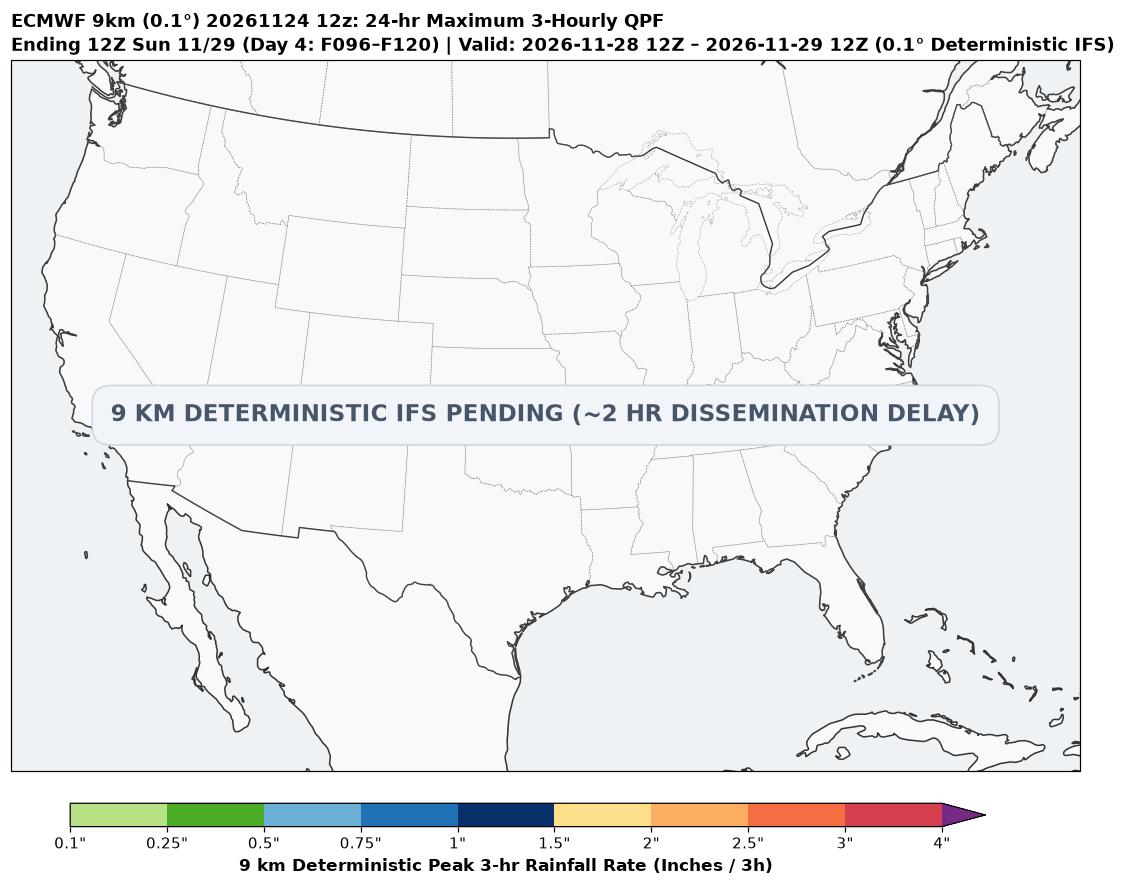 ECMWF 9km (0.1°) 20261124 12z: 24-hr Maximum 3-Hourly QPF
Ending 12Z Sun 11/29 (Day 4: F096–F120) | Valid: 2026-11-28 12Z – 2026-11-29 12Z (0.1° Deterministic IFS)
9 KM DETERMINISTIC IFS PENDING (~2 HR DISSEMINATION DELAY)
0.1" 0.25" 0.5" 0.75" 1" 1.5" 2" 2.5" 3" 4"
9 km Deterministic Peak 3-hr Rainfall Rate (Inches / 3h)